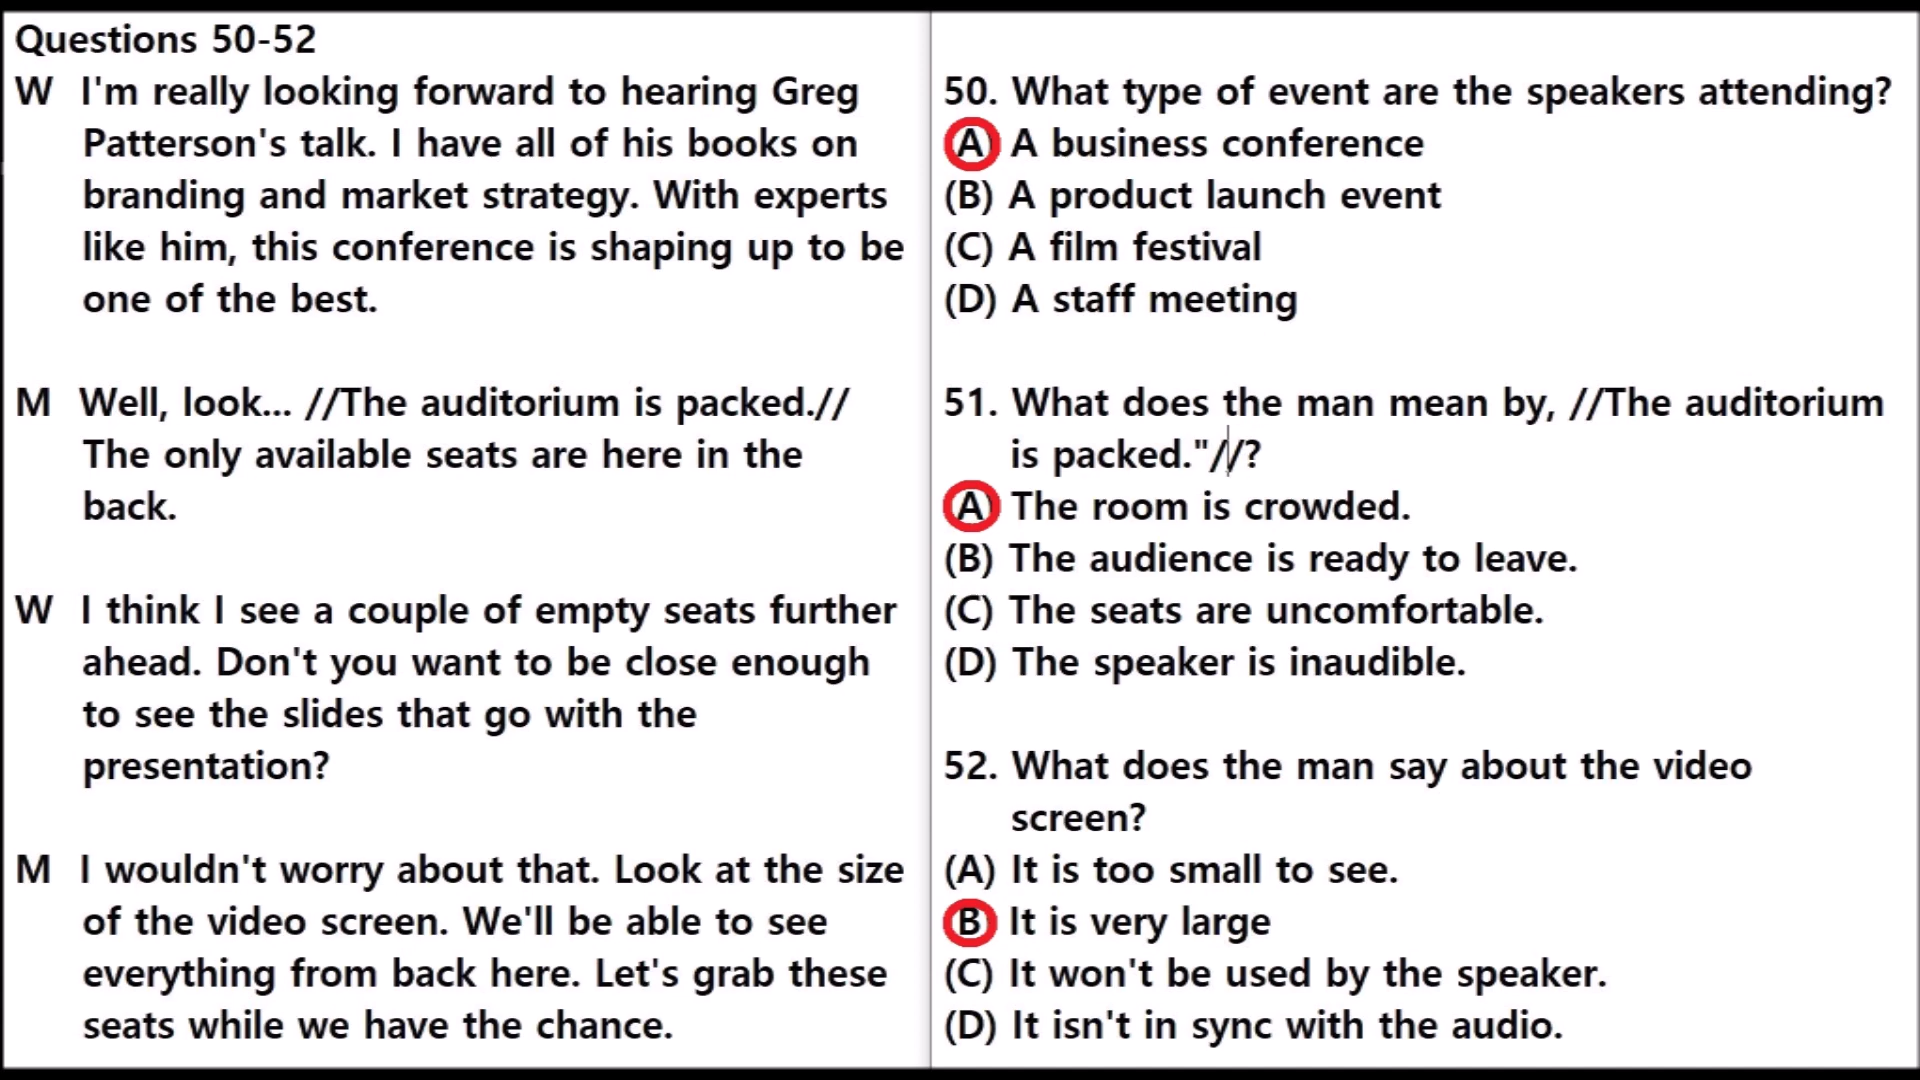 Questions 50-52
W I'm really looking forward to hearing Greg
Patterson's talk. I have all of his books on
branding and market strategy. With experts
like him, this conference is shaping up to be
one of the best.
M Well, look... //The auditorium is packed.//
The only available seats are here in the
back.
W I think I see a couple of empty seats further
ahead. Don't you want to be close enough
to see the slides that go with the
presentation?
M I wouldn't worry about that. Look at the size
of the video screen. We'll be able to see
everything from back here. Let's grab these
seats while we have the chance.
50. What type of event are the speakers attending?
(A) A business conference
(B) A product launch event
(C) A film festival
(D) A staff meeting
51. What does the man mean by, //The auditorium
is packed."//?
(A) The room is crowded.
(B) The audience is ready to leave.
(C) The seats are uncomfortable.
(D) The speaker is inaudible.
52. What does the man say about the video
screen?
(A) It is too small to see.
(B) It is very large
(C) It won't be used by the speaker.
(D) It isn't in sync with the audio.